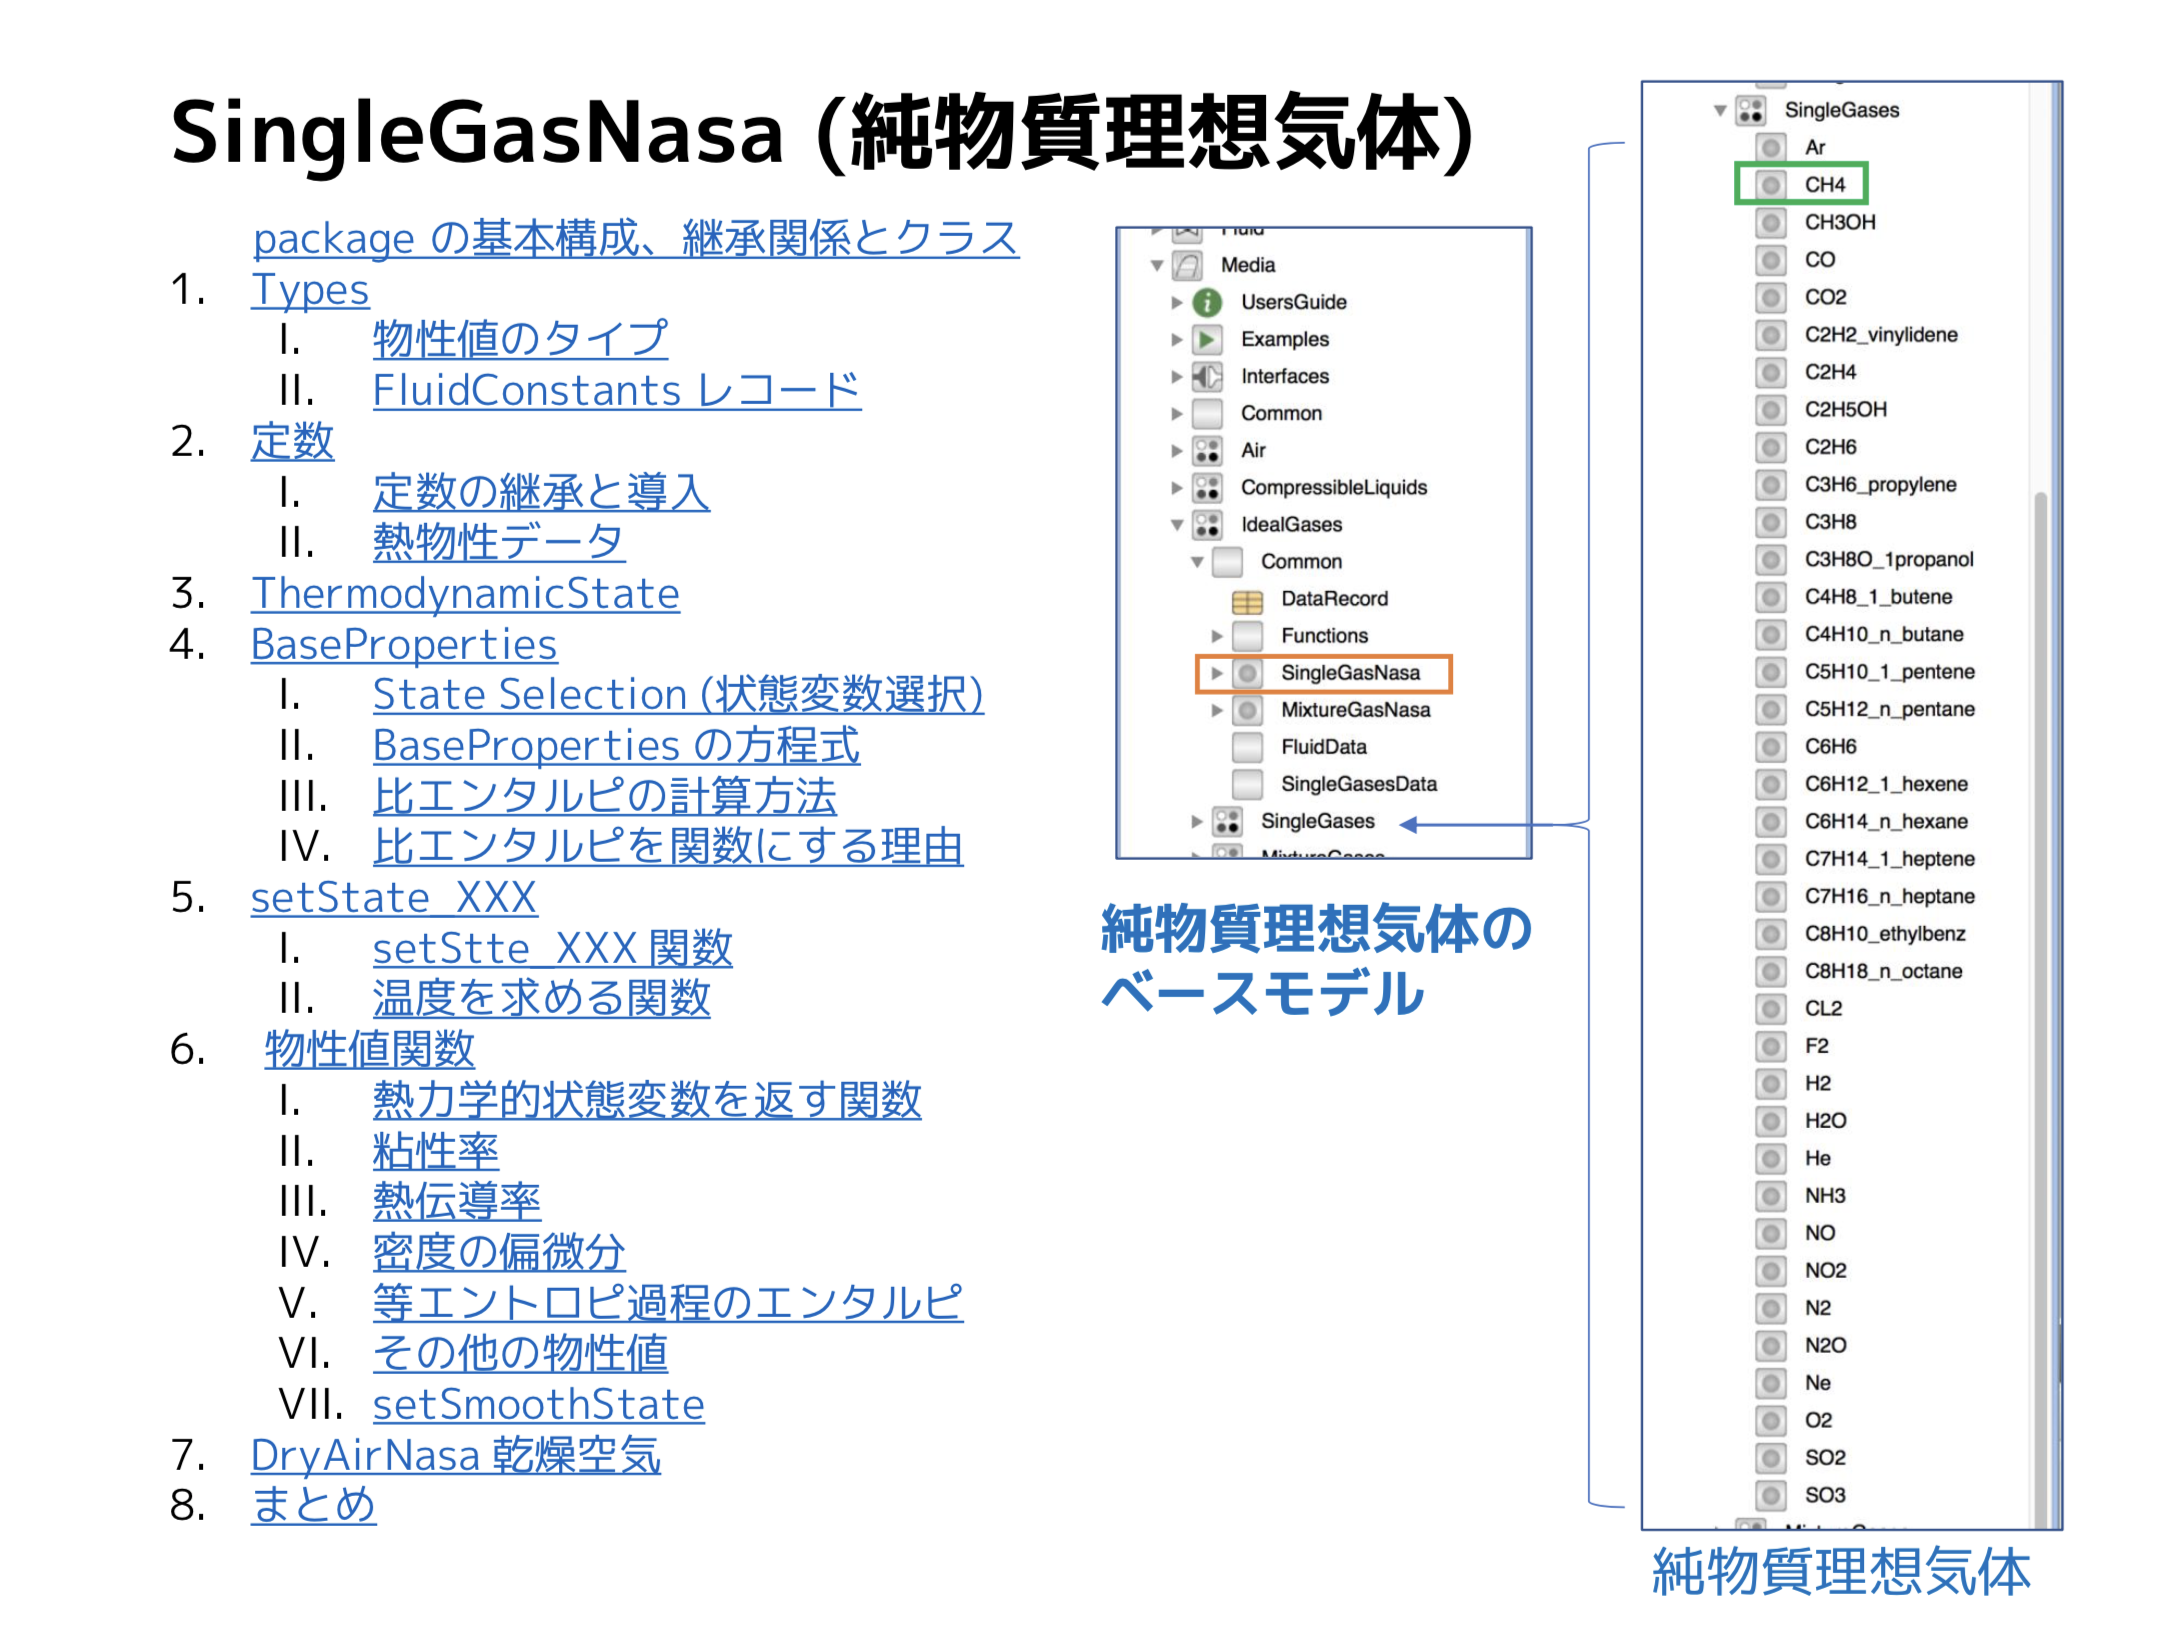 SingleGasNasa (純物質理想気体)
package の基本構成、継承関係とクラス
1. Types
I. 物性値のタイプ
II. FluidConstants レコード
2. 定数
I. 定数の継承と導入
II. 熱物性データ
3. ThermodynamicState
4. BaseProperties
I. State Selection (状態変数選択)
II. BaseProperties の方程式
III. 比エンタルピの計算方法
IV. 比エンタルピを関数にする理由
5. setState_XXX
I. setStte_XXX 関数
II. 温度を求める関数
6. 物性値関数
I. 熱力学的状態変数を返す関数
II. 粘性率
III. 熱伝導率
IV. 密度の偏微分
V. 等エントロピ過程のエンタルピ
VI. その他の物性値
VII. setSmoothState
7. DryAirNasa 乾燥空気
8. まとめ
Media
UsersGuide
Examples
Interfaces
Common
Air
CompressibleLiquids
IdealGases
Common
DataRecord
Functions
SingleGasNasa
MixtureGasNasa
FluidData
SingleGasesData
SingleGases
純物質理想気体の
ベースモデル
SingleGases
Ar
CH4
CH3OH
CO
CO2
C2H2_vinylidene
C2H4
C2H5OH
C2H6
C3H6_propylene
C3H8
C3H8O_1propanol
C4H8_1_butene
C4H10_n_butane
C5H10_1_pentene
C5H12_n_pentane
C6H6
C6H12_1_hexene
C6H14_n_hexane
C7H14_1_heptene
C7H16_n_heptane
C8H10_ethylbenz
C8H18_n_octane
CL2
F2
H2
H2O
He
NH3
NO
NO2
N2
N2O
Ne
O2
SO2
SO3
純物質理想気体